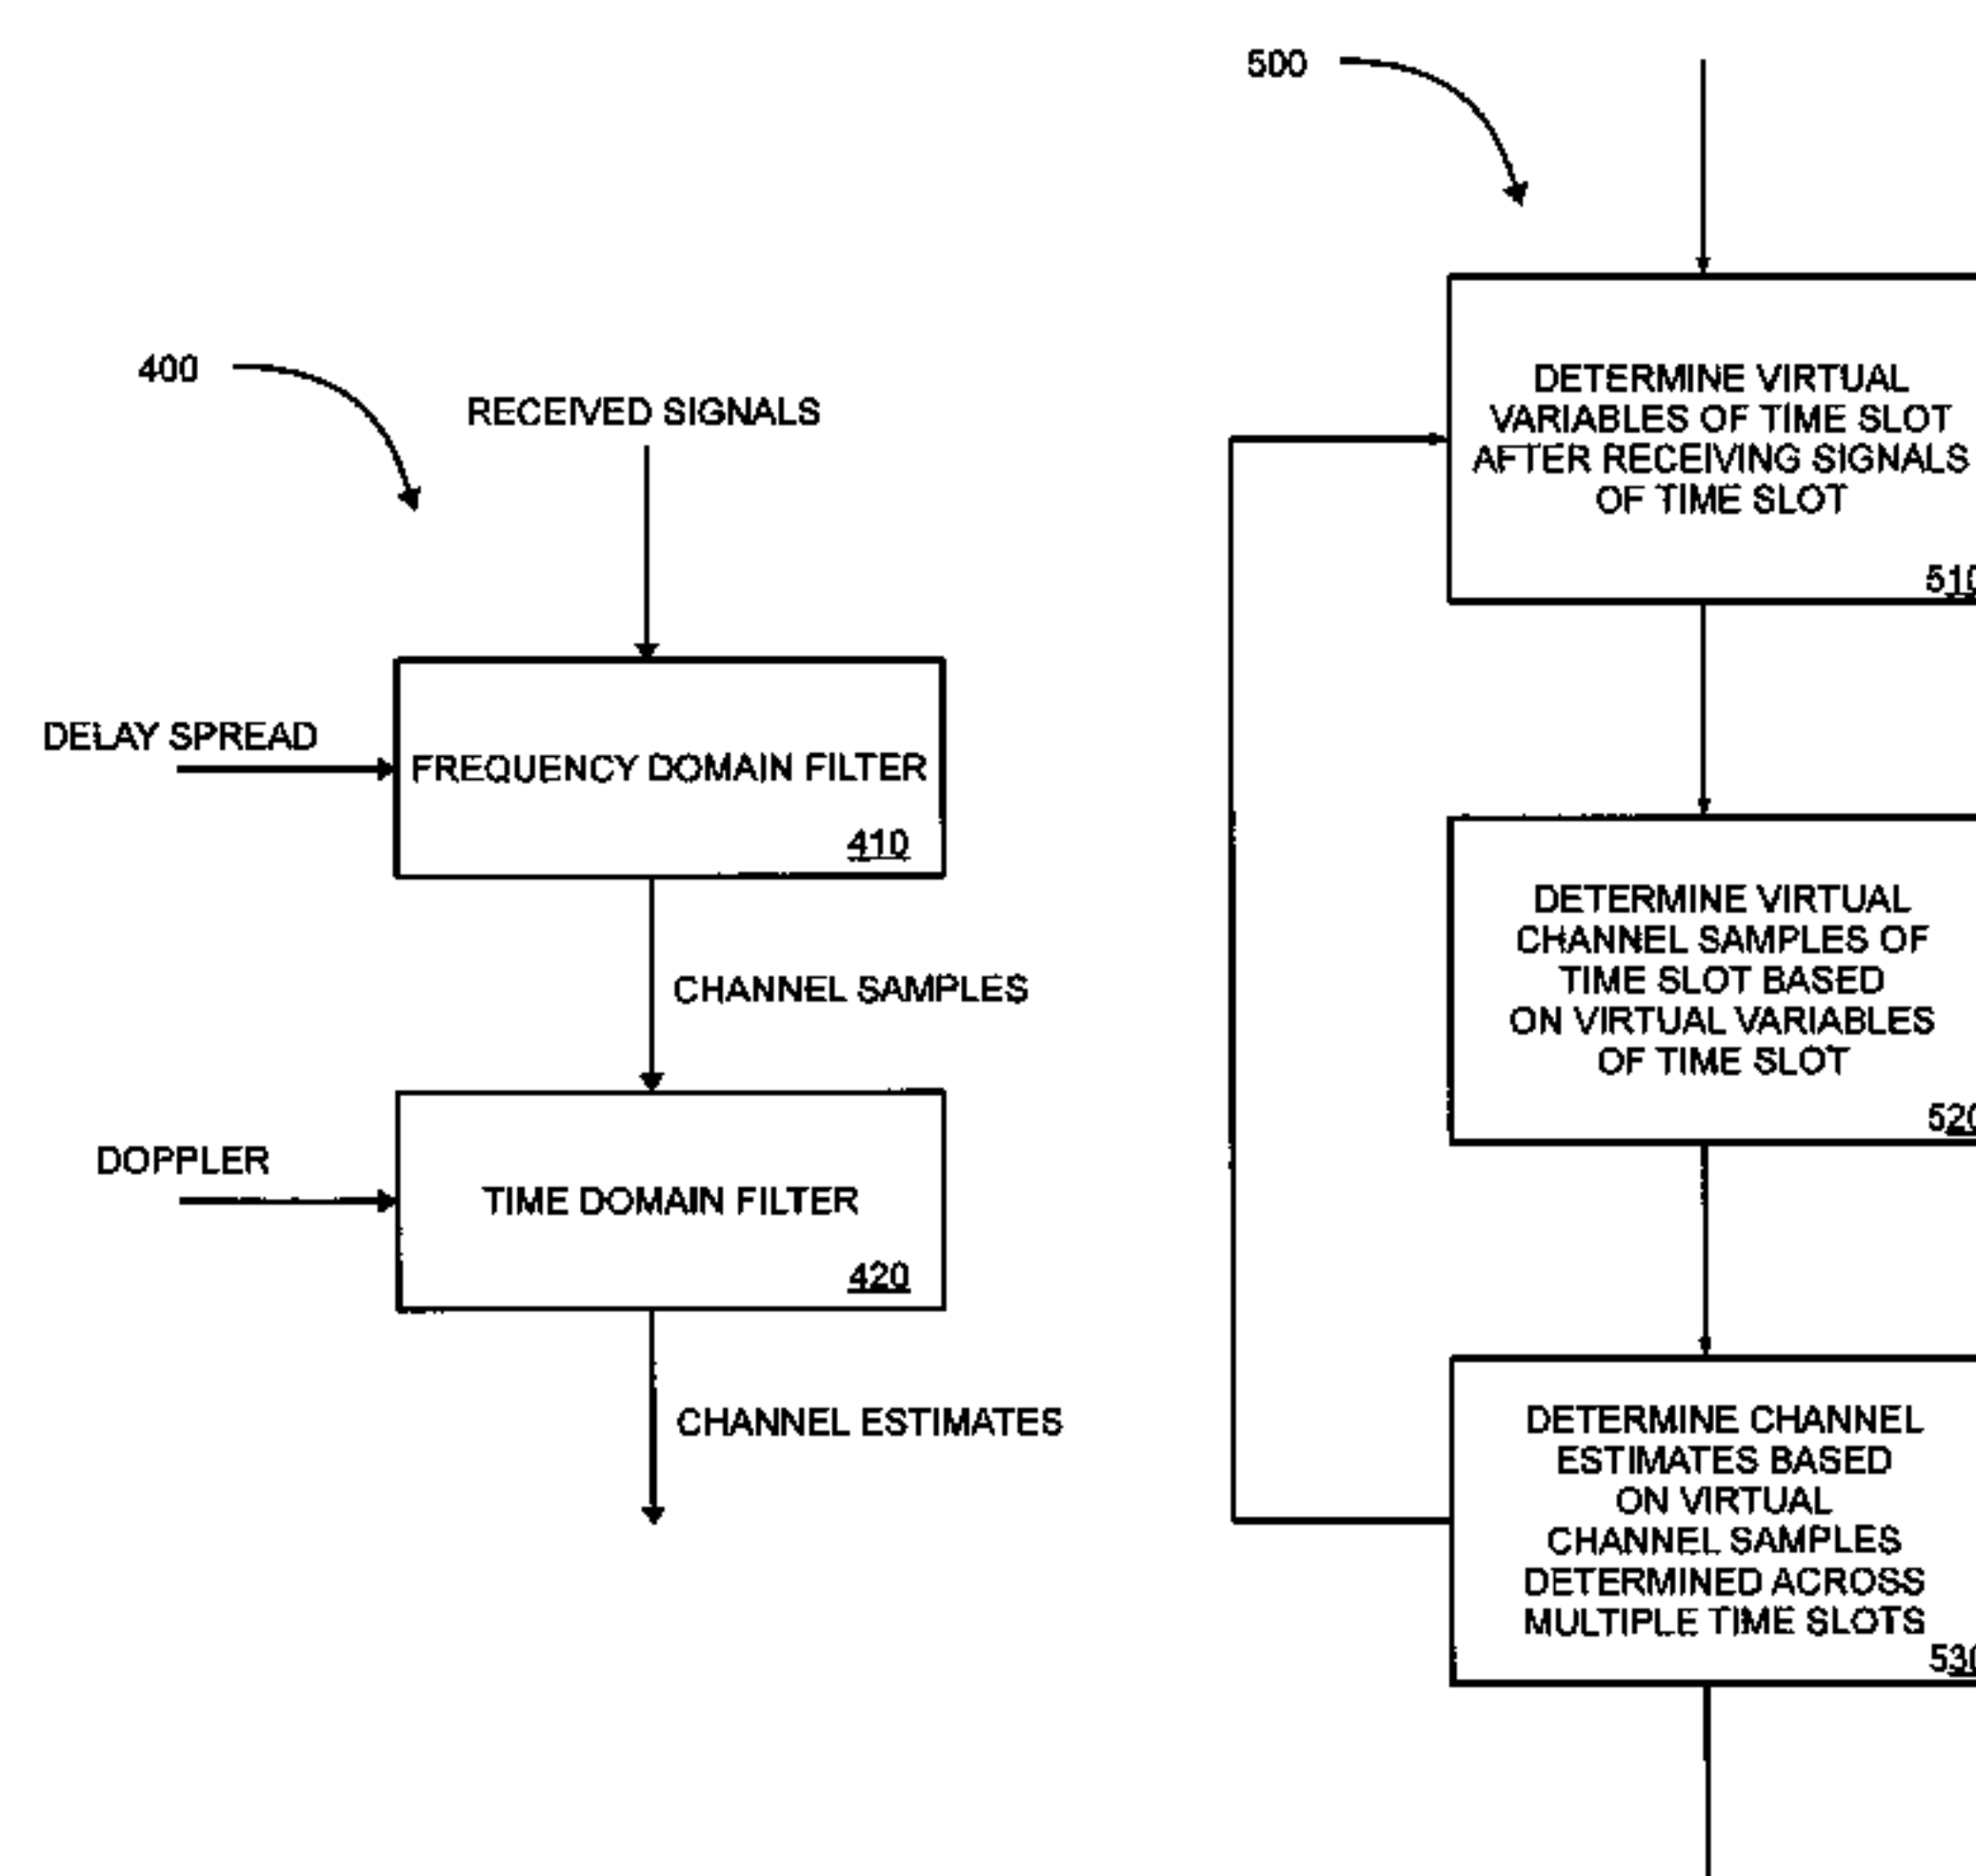 400
RECEIVED SIGNALS
DELAY SPREAD
FREQUENCY DOMAIN FILTER
410
CHANNEL SAMPLES
DOPPLER
TIME DOMAIN FILTER
420
CHANNEL ESTIMATES
500
DETERMINE VIRTUAL
VARIABLES OF TIME SLOT
AFTER RECEIVING SIGNALS
OF TIME SLOT
510
DETERMINE VIRTUAL
CHANNEL SAMPLES OF
TIME SLOT BASED
ON VIRTUAL VARIABLES
OF TIME SLOT
520
DETERMINE CHANNEL
ESTIMATES BASED
ON VIRTUAL
CHANNEL SAMPLES
DETERMINED ACROSS
MULTIPLE TIME SLOTS
530